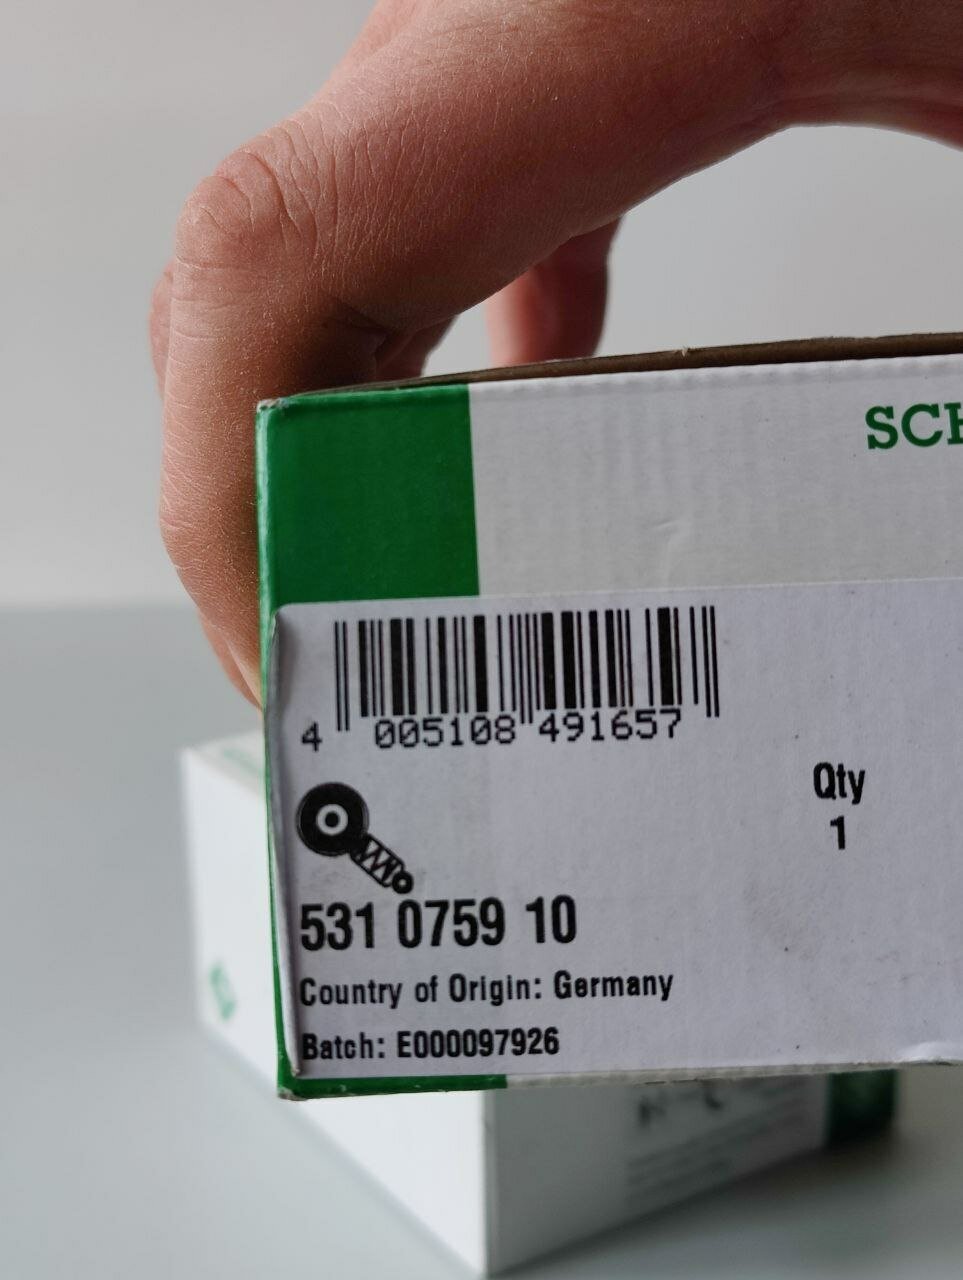 SCH
4 005108 491657
Qty
1
531 0759 10
Country of Origin: Germany
Batch: E000097926